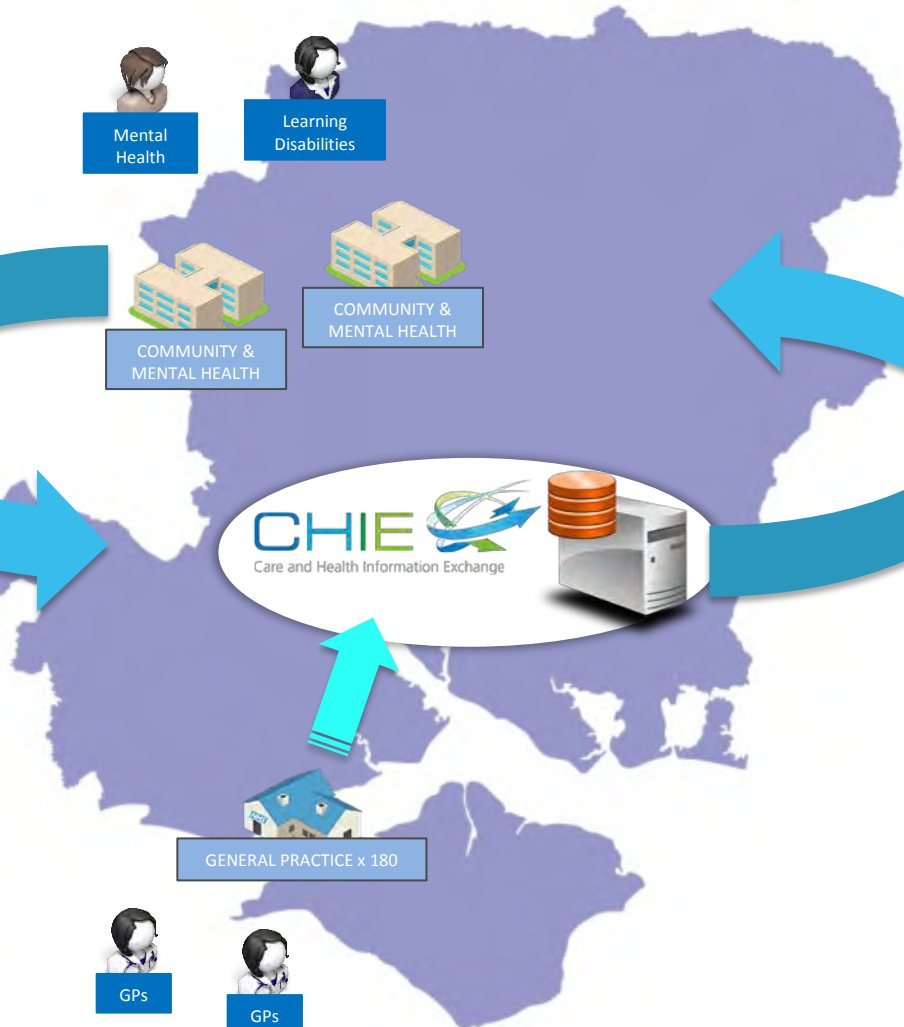 Mental
Health
Learning
Disabilities
COMMUNITY &
MENTAL HEALTH
COMMUNITY &
MENTAL HEALTH
CHIE
Care and Health Information Exchange
GENERAL PRACTICE x 180
GPs
GPs